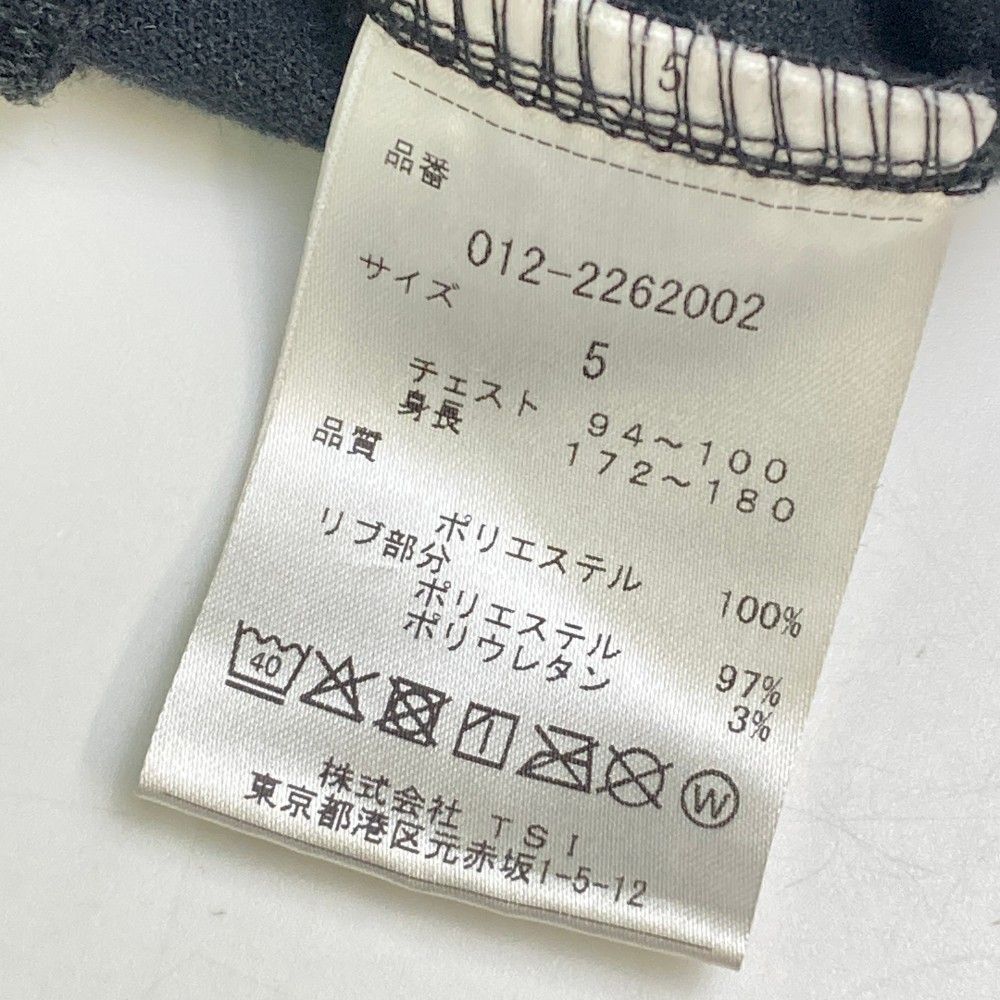 5
品番
012-2262002
サイズ
5
チェスト 94～100
身長 172～180
品質
ポリエステル 100%
リブ部分
ポリエステル 97%
ポリウレタン 3%
40
W
株式会社 TSI
東京都港区元赤坂1-5-12